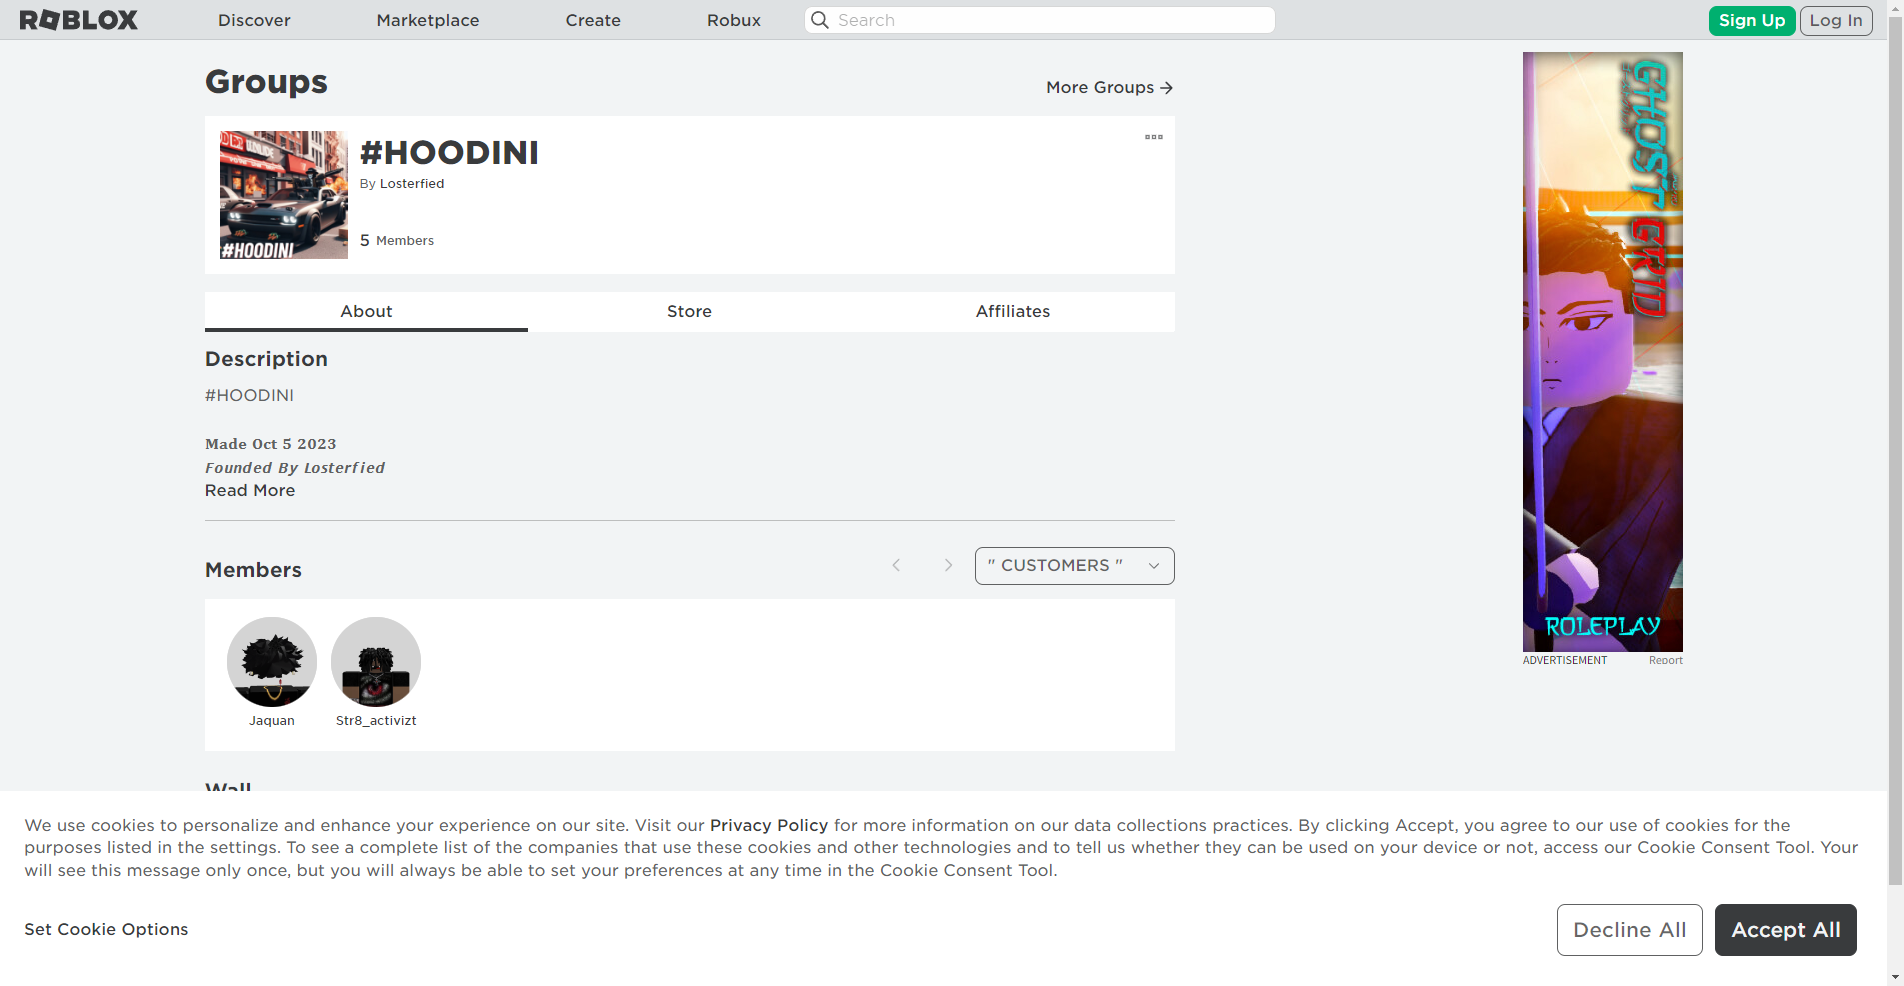 ROBLOX
Discover
Marketplace
Create
Robux
Search
Sign Up
Log In
Groups
More Groups
#HOODINI
#HOODINI
By Losterfied
5 Members
About
Store
Affiliates
Description
#HOODINI
Made Oct 5 2023
Founded By Losterfied
Read More
Members
" CUSTOMERS "
Jaquan
Str8_activizt
Wall
GHOST GRID
ROLEPLAY
ADVERTISEMENT
Report
We use cookies to personalize and enhance your experience on our site. Visit our Privacy Policy for more information on our data collections practices. By clicking Accept, you agree to our use of cookies for the
purposes listed in the settings. To see a complete list of the companies that use these cookies and other technologies and to tell us whether they can be used on your device or not, access our Cookie Consent Tool. Your
will see this message only once, but you will always be able to set your preferences at any time in the Cookie Consent Tool.
Set Cookie Options
Decline All
Accept All